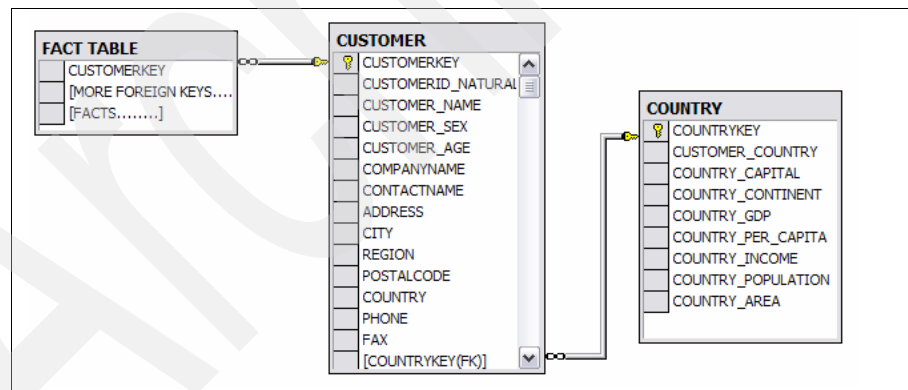 FACT TABLE
CUSTOMERKEY
[MORE FOREIGN KEYS....
[FACTS........]
CUSTOMER
CUSTOMERKEY
CUSTOMERID_NATURAL
CUSTOMER_NAME
CUSTOMER_SEX
CUSTOMER_AGE
COMPANYNAME
CONTACTNAME
ADDRESS
CITY
REGION
POSTALCODE
COUNTRY
PHONE
FAX
[COUNTRYKEY(FK)]
COUNTRY
COUNTRYKEY
CUSTOMER_COUNTRY
COUNTRY_CAPITAL
COUNTRY_CONTINENT
COUNTRY_GDP
COUNTRY_PER_CAPITA
COUNTRY_INCOME
COUNTRY_POPULATION
COUNTRY_AREA